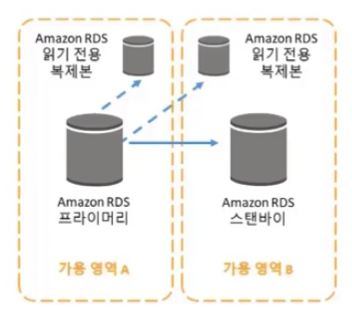 Amazon RDS
읽기 전용
복제본
Amazon RDS
읽기 전용
복제본
Amazon RDS
프라이머리
Amazon RDS
스탠바이
가용 영역 A
가용 영역 B